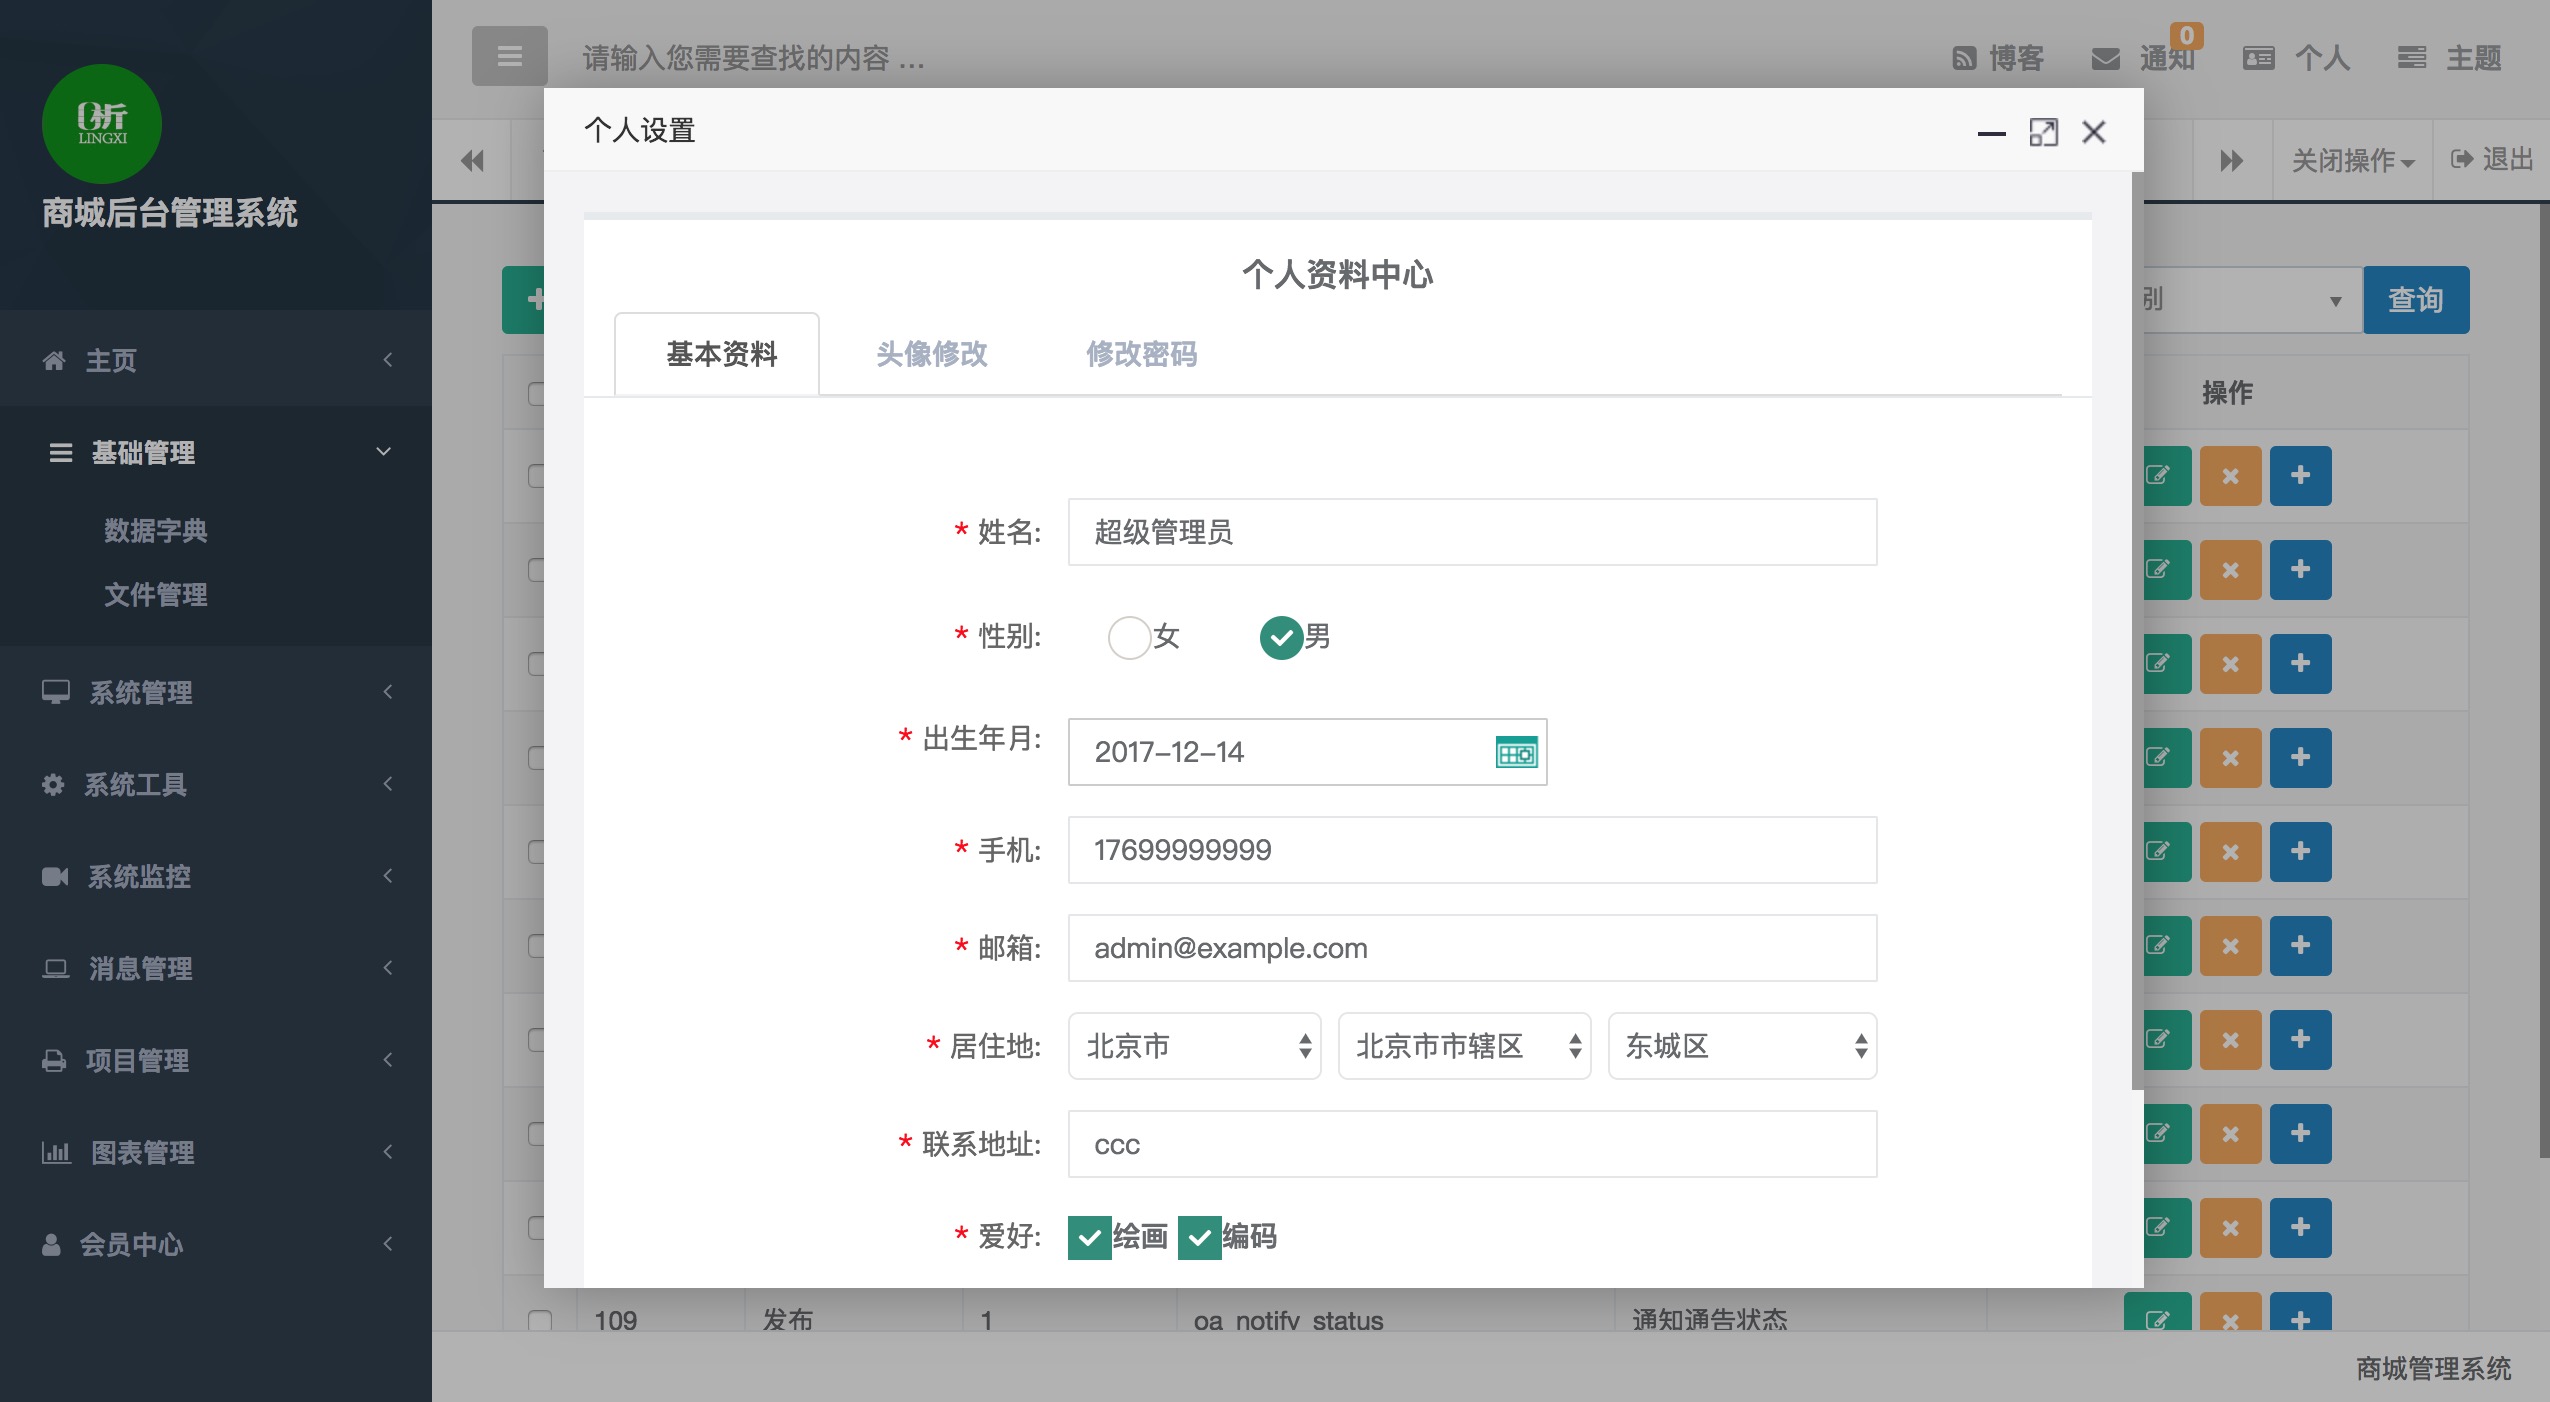 析
LINGXI
商城后台管理系统
主页
基础管理
数据字典
文件管理
系统管理
系统工具
系统监控
消息管理
项目管理
图表管理
会员中心
请输入您需要查找的内容 ...
博客
通知
0
个人
主题
关闭操作
退出
别
查询
操作
个人设置
个人资料中心
基本资料
头像修改
修改密码
* 姓名:
超级管理员
* 性别:
女
男
* 出生年月:
2017-12-14
* 手机:
17699999999
* 邮箱:
admin@example.com
* 居住地:
北京市
北京市市辖区
东城区
* 联系地址:
ccc
* 爱好:
绘画
编码
109
发布
1
oa_notify_status
通知通告状态
商城管理系统